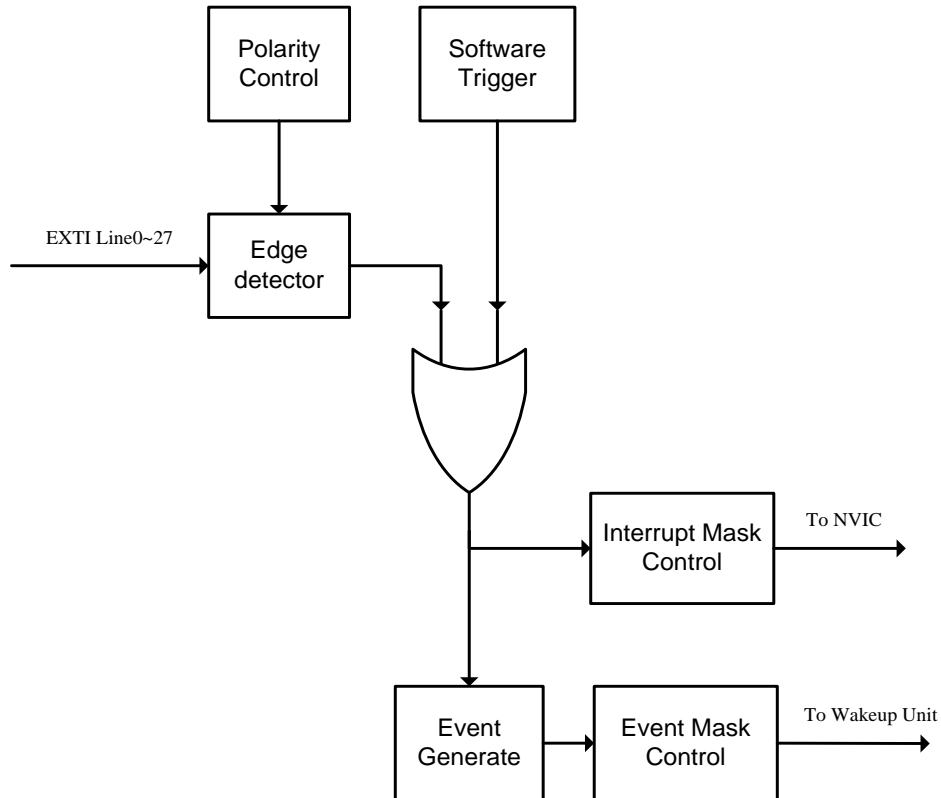 Polarity
Control
Software
Trigger
EXTI Line0~27
Edge
detector
Interrupt Mask
Control
To NVIC
Event
Generate
Event Mask
Control
To Wakeup Unit